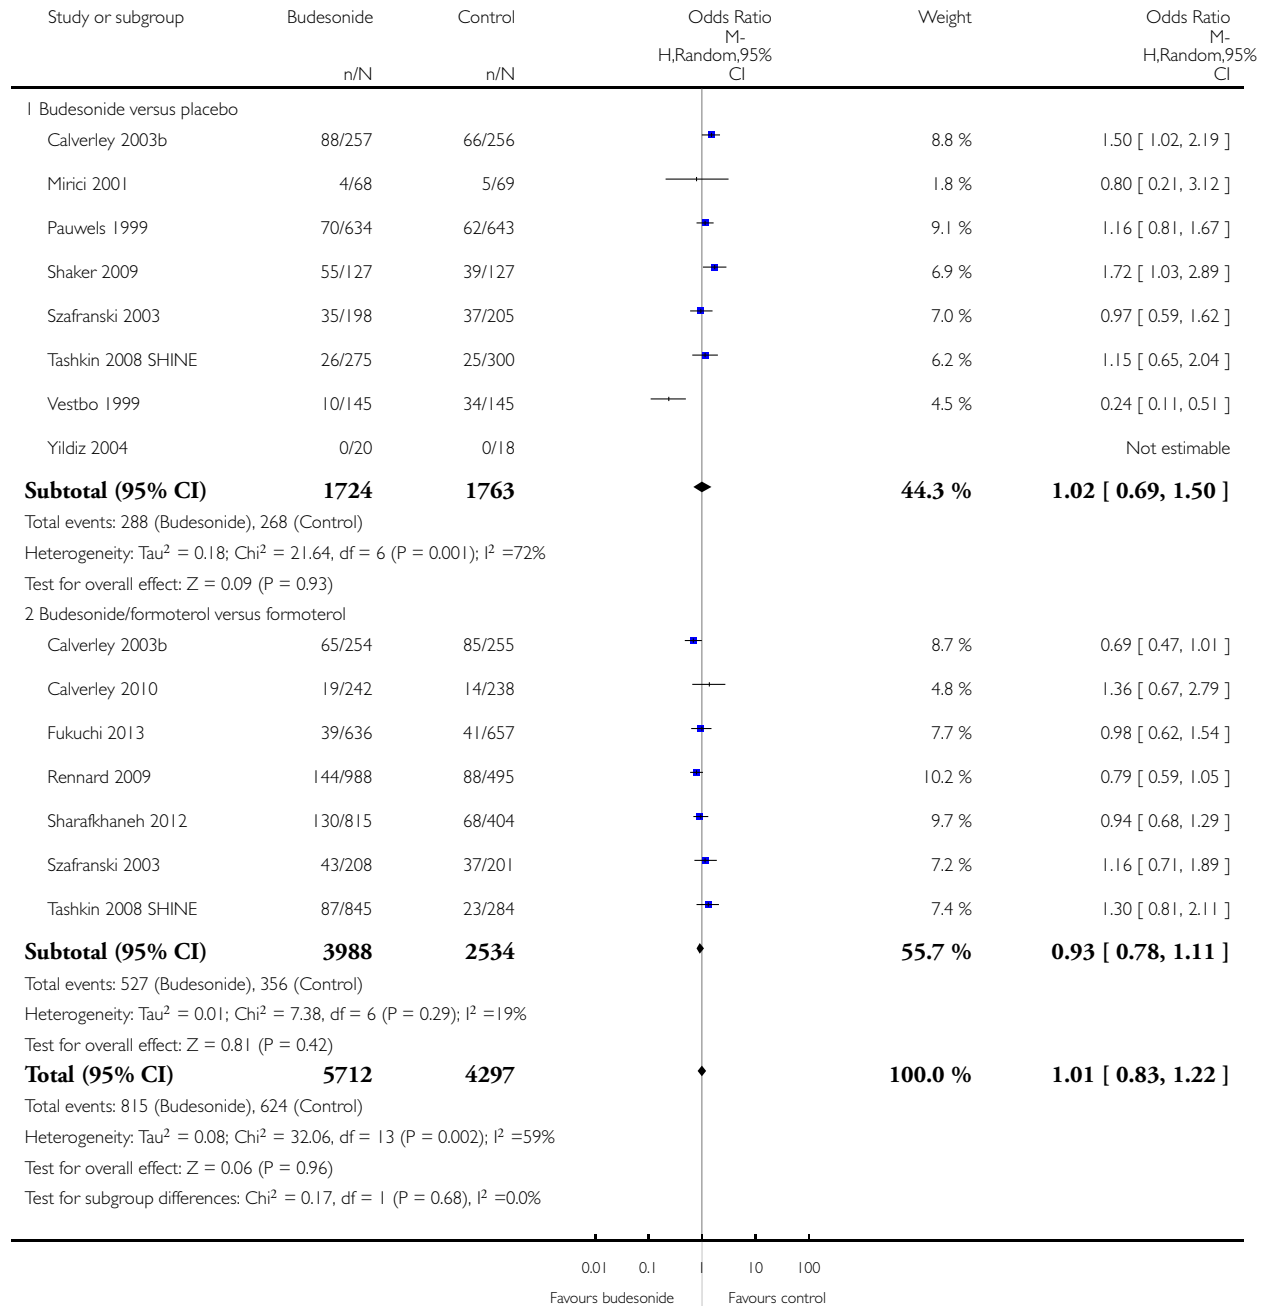 Study or subgroup Budesonide Control Odds Ratio Weight Odds Ratio
M- M-
H,Random,95% H,Random,95%
n/N n/N CI CI
1 Budesonide versus placebo
Calverley 2003b 88/257 66/256 8.8 % 1.50 [ 1.02, 2.19 ]
Mirici 2001 4/68 5/69 1.8 % 0.80 [ 0.21, 3.12 ]
Pauwels 1999 70/634 62/643 9.1 % 1.16 [ 0.81, 1.67 ]
Shaker 2009 55/127 39/127 6.9 % 1.72 [ 1.03, 2.89 ]
Szafranski 2003 35/198 37/205 7.0 % 0.97 [ 0.59, 1.62 ]
Tashkin 2008 SHINE 26/275 25/300 6.2 % 1.15 [ 0.65, 2.04 ]
Vestbo 1999 10/145 34/145 4.5 % 0.24 [ 0.11, 0.51 ]
Yildiz 2004 0/20 0/18 Not estimable
Subtotal (95% CI) 1724 1763 44.3 % 1.02 [ 0.69, 1.50 ]
Total events: 288 (Budesonide), 268 (Control)
Heterogeneity: Tau² = 0.18; Chi² = 21.64, df = 6 (P = 0.001); I² =72%
Test for overall effect: Z = 0.09 (P = 0.93)
2 Budesonide/formoterol versus formoterol
Calverley 2003b 65/254 85/255 8.7 % 0.69 [ 0.47, 1.01 ]
Calverley 2010 19/242 14/238 4.8 % 1.36 [ 0.67, 2.79 ]
Fukuchi 2013 39/636 41/657 7.7 % 0.98 [ 0.62, 1.54 ]
Rennard 2009 144/988 88/495 10.2 % 0.79 [ 0.59, 1.05 ]
Sharafkhaneh 2012 130/815 68/404 9.7 % 0.94 [ 0.68, 1.29 ]
Szafranski 2003 43/208 37/201 7.2 % 1.16 [ 0.71, 1.89 ]
Tashkin 2008 SHINE 87/845 23/284 7.4 % 1.30 [ 0.81, 2.11 ]
Subtotal (95% CI) 3988 2534 55.7 % 0.93 [ 0.78, 1.11 ]
Total events: 527 (Budesonide), 356 (Control)
Heterogeneity: Tau² = 0.01; Chi² = 7.38, df = 6 (P = 0.29); I² =19%
Test for overall effect: Z = 0.81 (P = 0.42)
Total (95% CI) 5712 4297 100.0 % 1.01 [ 0.83, 1.22 ]
Total events: 815 (Budesonide), 624 (Control)
Heterogeneity: Tau² = 0.08; Chi² = 32.06, df = 13 (P = 0.002); I² =59%
Test for overall effect: Z = 0.06 (P = 0.96)
Test for subgroup differences: Chi² = 0.17, df = 1 (P = 0.68), I² =0.0%
0.01 0.1 1 10 100
Favours budesonide Favours control